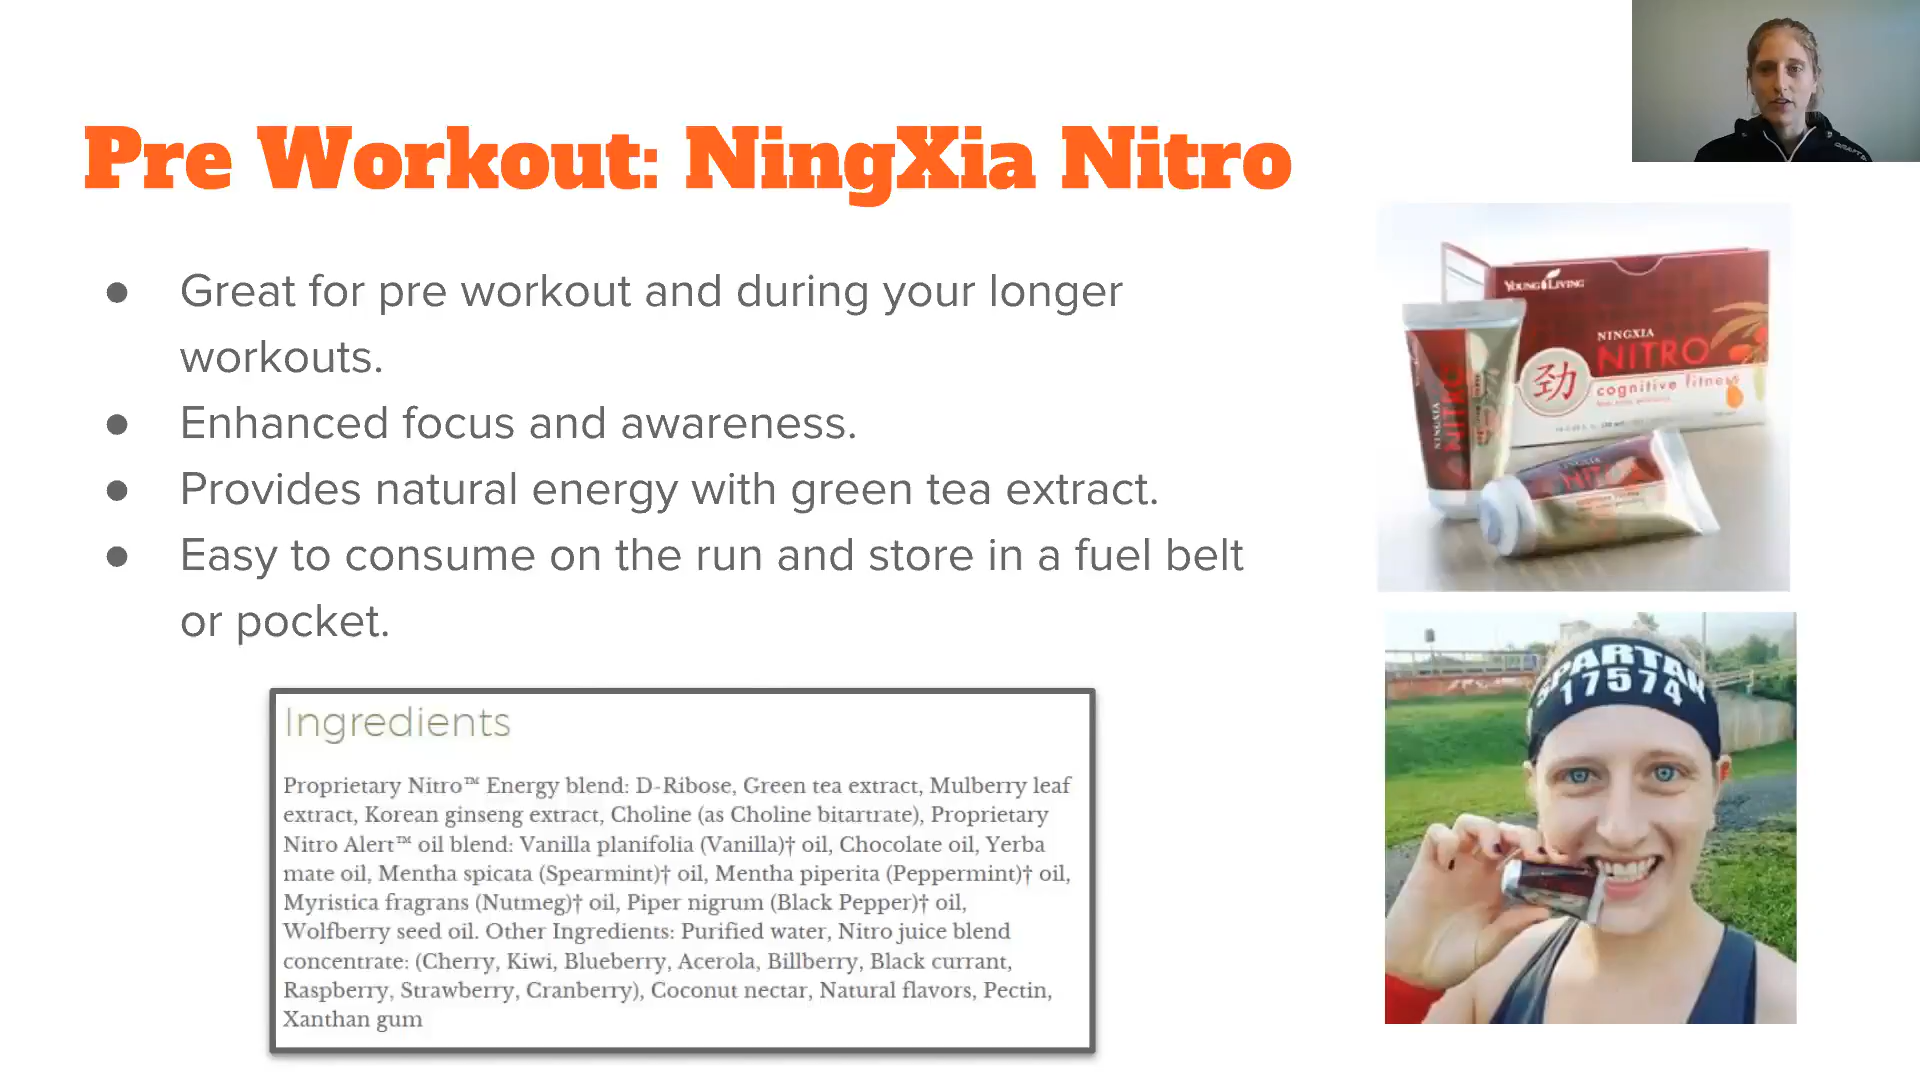 Pre Workout: NingXia Nitro
● Great for pre workout and during your longer
workouts.
● Enhanced focus and awareness.
● Provides natural energy with green tea extract.
● Easy to consume on the run and store in a fuel belt
or pocket.
Ingredients
Proprietary Nitro™ Energy blend: D-Ribose, Green tea extract, Mulberry leaf
extract, Korean ginseng extract, Choline (as Choline bitartrate), Proprietary
Nitro Alert™ oil blend: Vanilla planifolia (Vanilla)† oil, Chocolate oil, Yerba
mate oil, Mentha spicata (Spearmint)† oil, Mentha piperita (Peppermint)† oil,
Myristica fragrans (Nutmeg)† oil, Piper nigrum (Black Pepper)† oil,
Wolfberry seed oil. Other Ingredients: Purified water, Nitro juice blend
concentrate: (Cherry, Kiwi, Blueberry, Acerola, Billberry, Black currant,
Raspberry, Strawberry, Cranberry), Coconut nectar, Natural flavors, Pectin,
Xanthan gum
YOUNG LIVING
NINGXIA
NITRO
劲
cognitive fitness
NINGXIA
NITRO
NINGXIA
NITRO
SPARTAN
17574